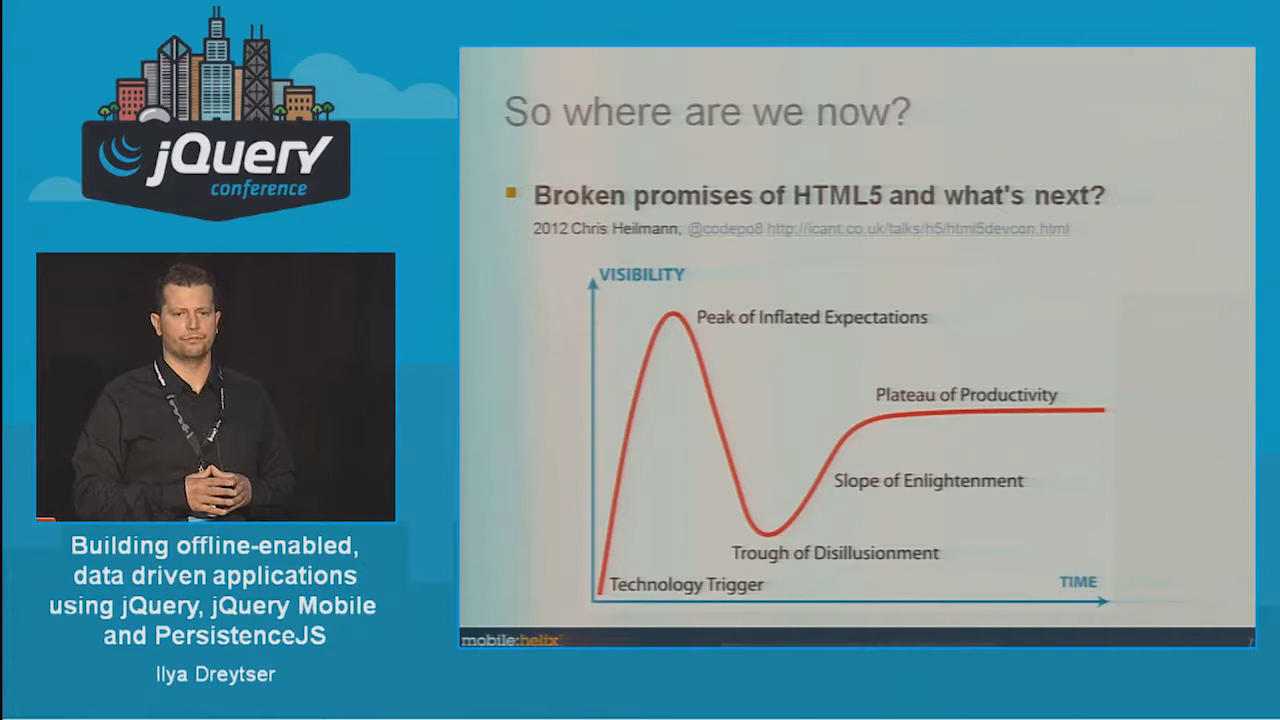 jQuery
conference
Building offline-enabled,
data driven applications
using jQuery, jQuery Mobile
and PersistenceJS
Ilya Dreytser
So where are we now?
Broken promises of HTML5 and what's next?
2012 Chris Heilmann, @codepo8 http://icant.co.uk/talks/h5/html5devcon.html
VISIBILITY
Peak of Inflated Expectations
Plateau of Productivity
Slope of Enlightenment
Trough of Disillusionment
Technology Trigger
TIME
mobile:helix